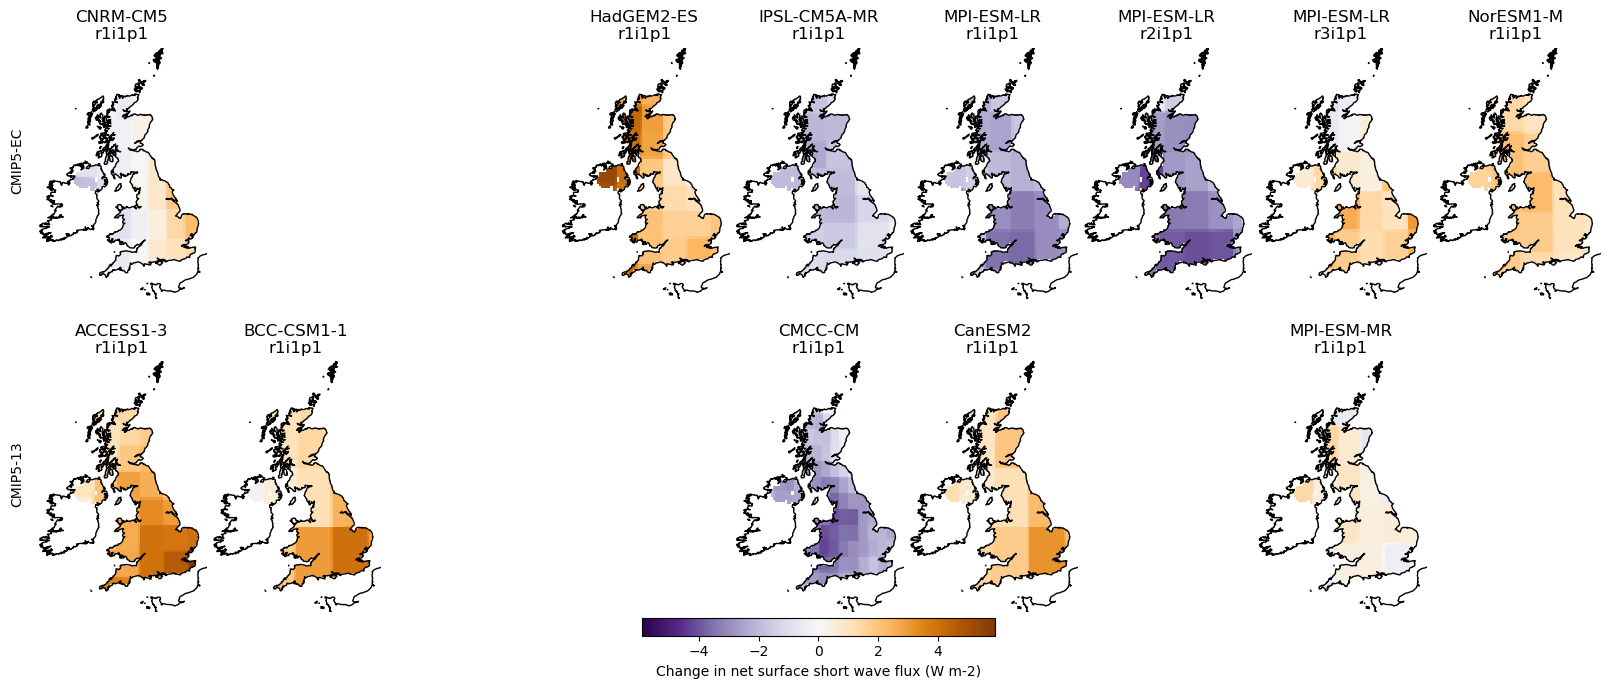 CNRM-CM5
r1i1p1
HadGEM2-ES
r1i1p1
IPSL-CM5A-MR
r1i1p1
MPI-ESM-LR
r1i1p1
MPI-ESM-LR
r2i1p1
MPI-ESM-LR
r3i1p1
NorESM1-M
r1i1p1
CMIP5-EC
ACCESS1-3
r1i1p1
BCC-CSM1-1
r1i1p1
CMCC-CM
r1i1p1
CanESM2
r1i1p1
MPI-ESM-MR
r1i1p1
CMIP5-13
−4 −2 0 2 4
Change in net surface short wave flux (W m-2)